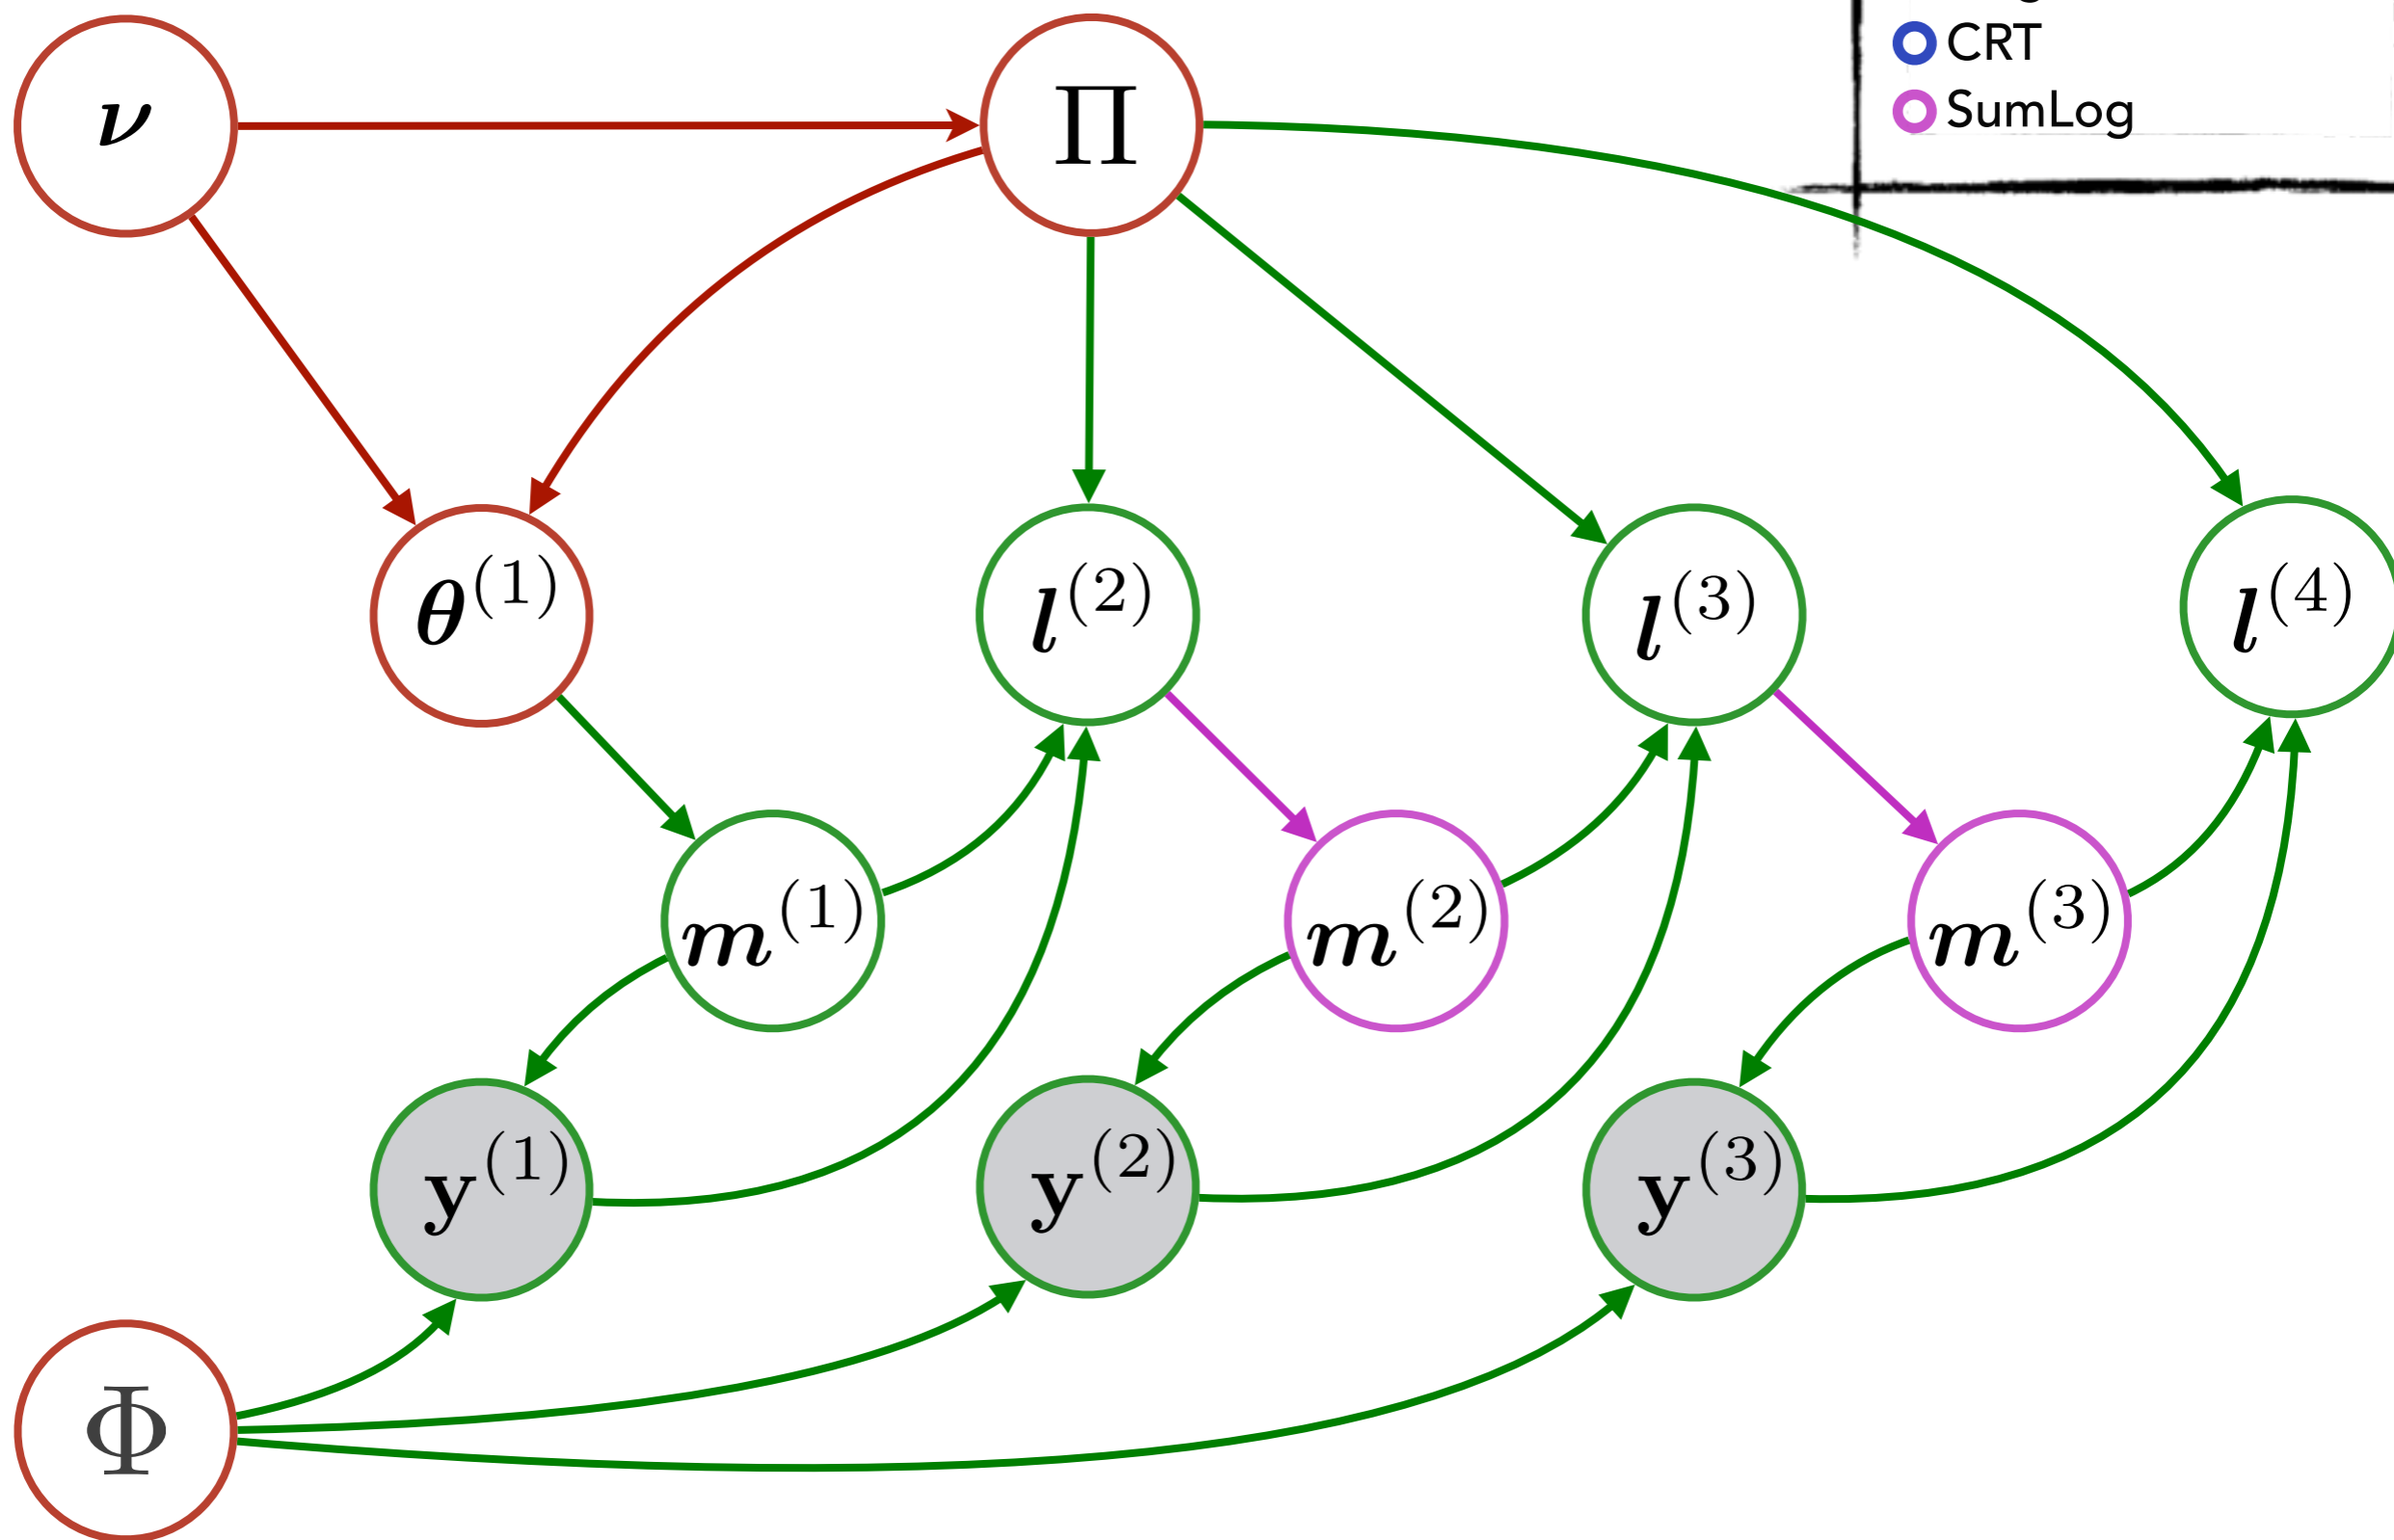 CRT
SumLog
ν
Π
θ(1)
l(2)
l(3)
l(4)
m(1)
m(2)
m(3)
y(1)
y(2)
y(3)
Φ